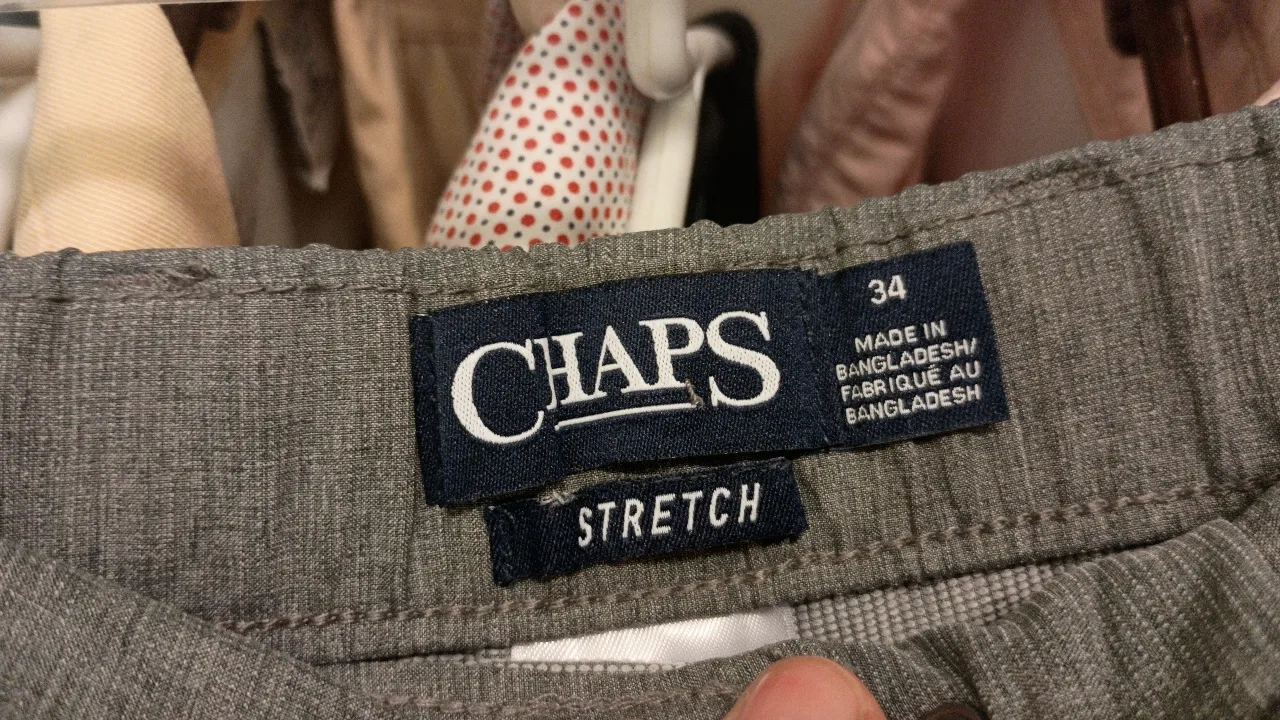 CHAPS
STRETCH
34
MADE IN
BANGLADESH/
FABRIQUÉ AU
BANGLADESH